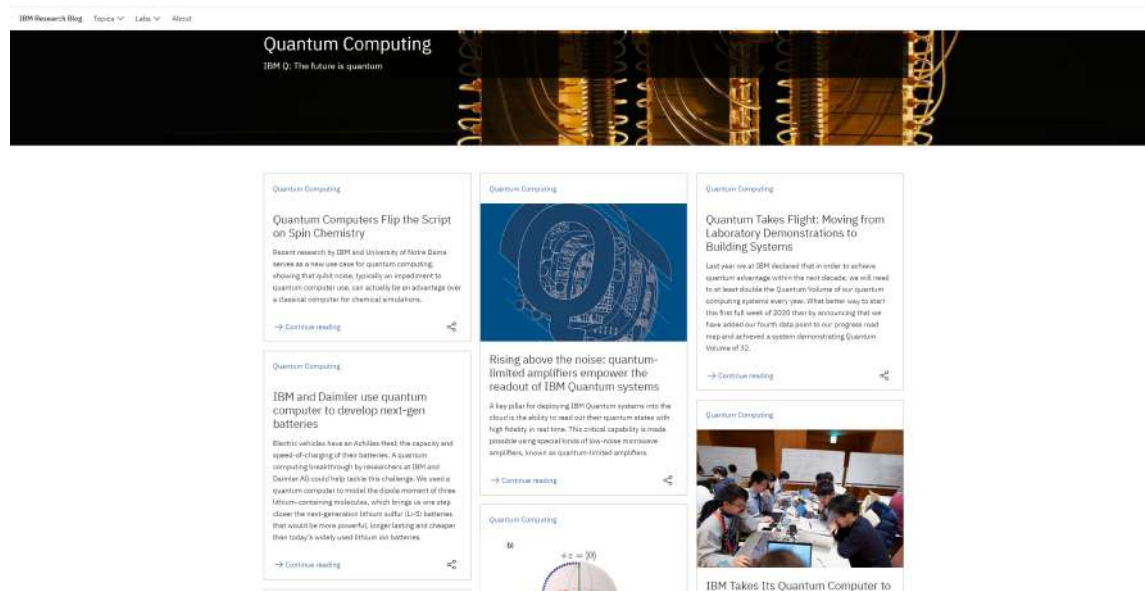 IBM Research Blog Topics Labs About
Quantum Computing
IBM Q: The future is quantum
Quantum Computing
Quantum Computers Flip the Script
on Spin Chemistry
Recent research by IBM and University of Notre Dame
serves as a new use case for quantum computing,
showing that qubit noise, typically an impediment to
quantum computer use, can actually be an advantage over
a classical computer for chemical simulations.
→ Continue reading
Quantum Computing
IBM and Daimler use quantum
computer to develop next-gen
batteries
Electric vehicles have an Achilles Heel: the capacity and
speed-of-charging of their batteries. A quantum
computing breakthrough by researchers at IBM and
Daimler AG could help tackle this challenge. We used a
quantum computer to model the dipole moment of three
lithium-containing molecules, which brings us one step
closer the next-generation lithium sulfur (Li-S) batteries
that would be more powerful, longer lasting and cheaper
than today's widely used lithium ion batteries.
→ Continue reading
Quantum Computing
Rising above the noise: quantum-
limited amplifiers empower the
readout of IBM Quantum systems
A key pillar for deploying IBM Quantum systems into the
cloud is the ability to read out their quantum states with
high fidelity in real time. This critical capability is made
possible using special kinds of low-noise microwave
amplifiers, known as quantum-limited amplifiers.
→ Continue reading
Quantum Computing
+z = |0⟩
Quantum Computing
Quantum Takes Flight: Moving from
Laboratory Demonstrations to
Building Systems
Last year we at IBM declared that in order to achieve
quantum advantage within the next decade, we will need
to at least double the Quantum Volume of our quantum
computing systems every year. What better way to start
this first full week of 2020 than by announcing that we
have added our fourth data point to our progress road
map and achieved a system demonstrating Quantum
Volume of 32.
→ Continue reading
Quantum Computing
IBM Takes Its Quantum Computer to